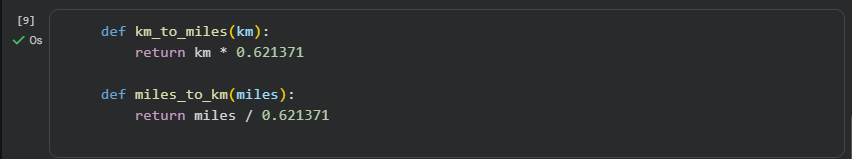 [9]
0s
def km_to_miles(km):
    return km * 0.621371

def miles_to_km(miles):
    return miles / 0.621371